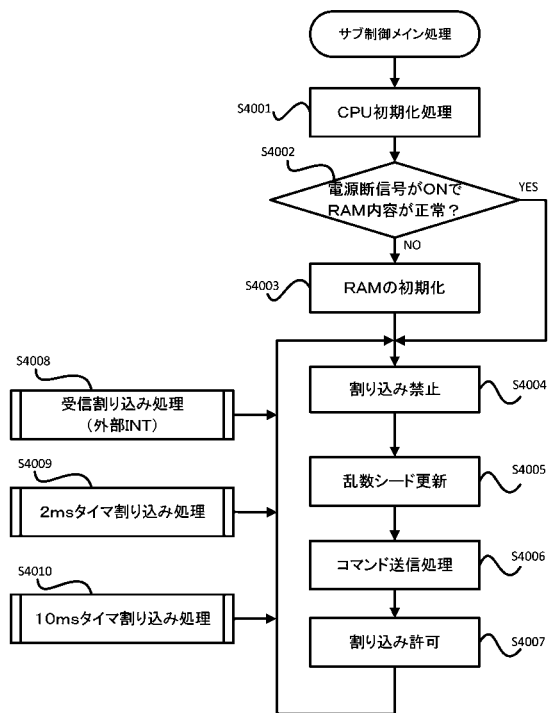 サブ制御メイン処理
S4001
CPU初期化処理
S4002
電源断信号がONで
RAM内容が正常？
YES
NO
S4003
RAMの初期化
S4008
受信割り込み処理
（外部INT）
割り込み禁止
S4004
S4009
2msタイマ割り込み処理
乱数シード更新
S4005
S4010
10msタイマ割り込み処理
コマンド送信処理
S4006
割り込み許可
S4007